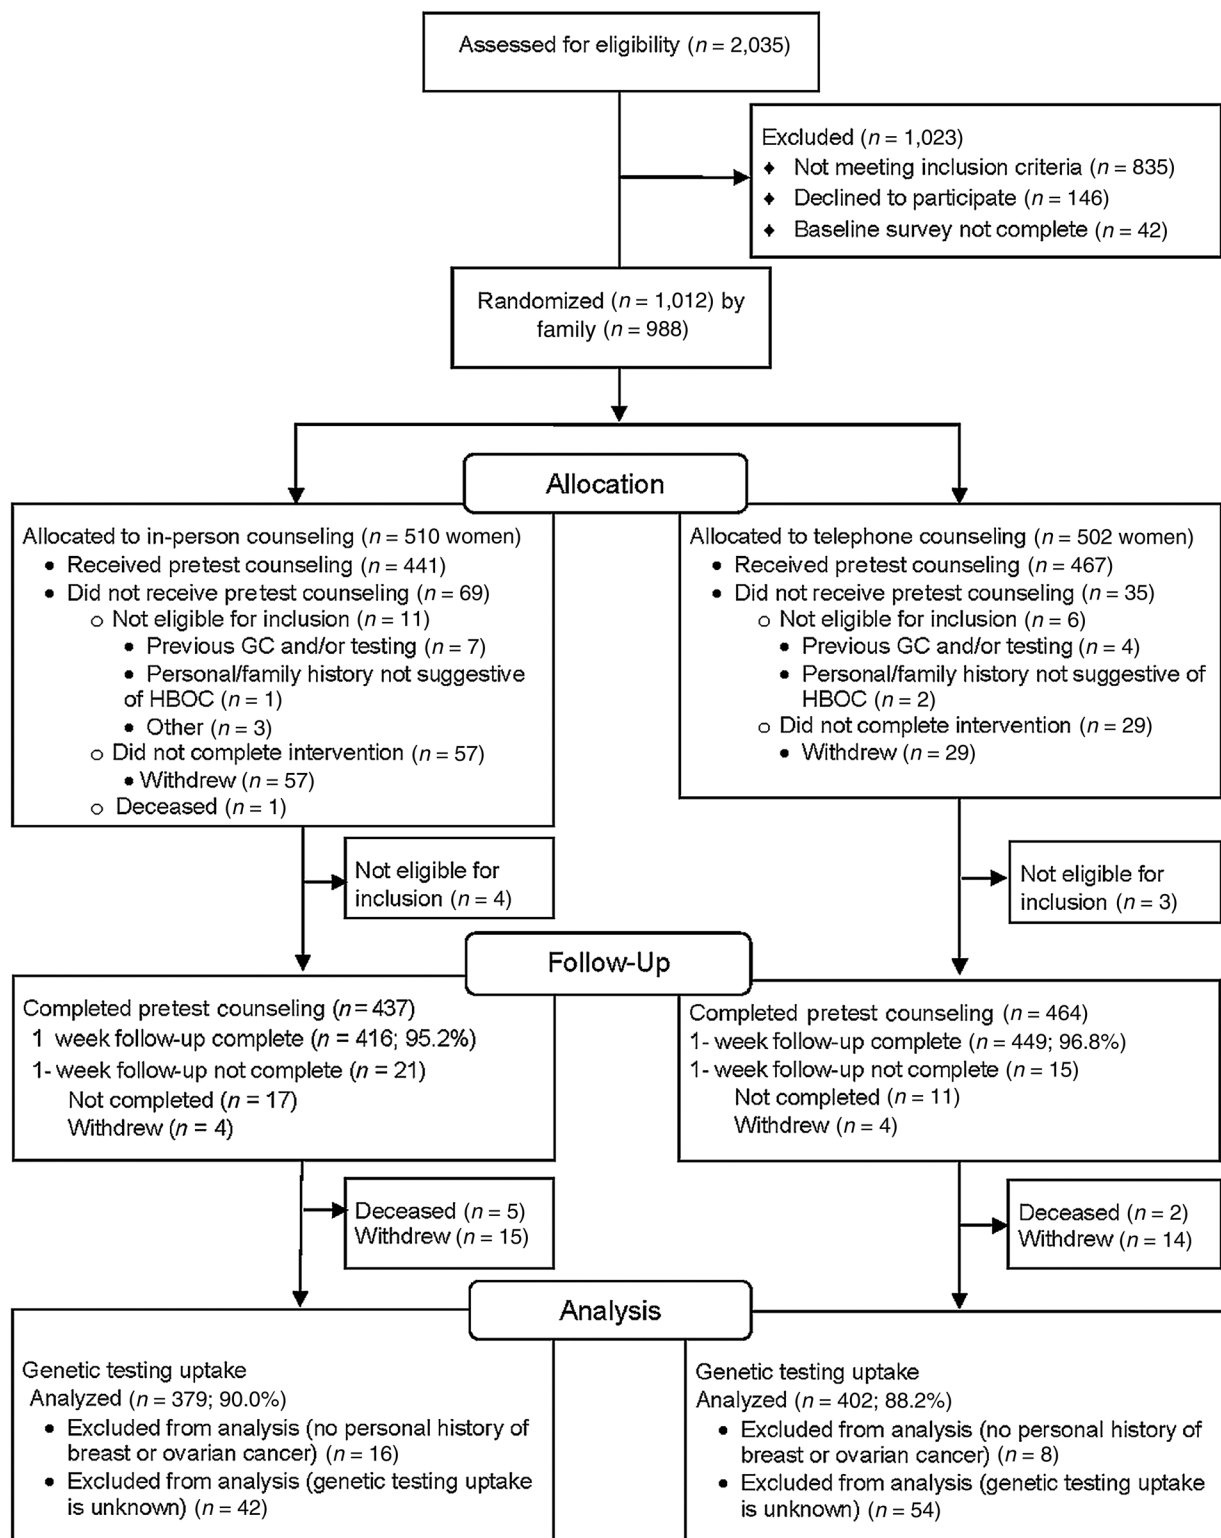 Assessed for eligibility (n = 2,035)
Excluded (n = 1,023)
♦ Not meeting inclusion criteria (n = 835)
♦ Declined to participate (n = 146)
♦ Baseline survey not complete (n = 42)
Randomized (n = 1,012) by
family (n = 988)
Allocation
Allocated to in-person counseling (n = 510 women)
• Received pretest counseling (n = 441)
• Did not receive pretest counseling (n = 69)
o Not eligible for inclusion (n = 11)
• Previous GC and/or testing (n = 7)
• Personal/family history not suggestive
of HBOC (n = 1)
• Other (n = 3)
o Did not complete intervention (n = 57)
• Withdrew (n = 57)
o Deceased (n = 1)
Allocated to telephone counseling (n = 502 women)
• Received pretest counseling (n = 467)
• Did not receive pretest counseling (n = 35)
o Not eligible for inclusion (n = 6)
• Previous GC and/or testing (n = 4)
• Personal/family history not suggestive of
HBOC (n = 2)
o Did not complete intervention (n = 29)
• Withdrew (n = 29)
Not eligible for
inclusion (n = 4)
Not eligible for
inclusion (n = 3)
Follow-Up
Completed pretest counseling (n = 437)
1 week follow-up complete (n = 416; 95.2%)
1- week follow-up not complete (n = 21)
Not completed (n = 17)
Withdrew (n = 4)
Completed pretest counseling (n = 464)
1- week follow-up complete (n = 449; 96.8%)
1- week follow-up not complete (n = 15)
Not completed (n = 11)
Withdrew (n = 4)
Deceased (n = 5)
Withdrew (n = 15)
Deceased (n = 2)
Withdrew (n = 14)
Analysis
Genetic testing uptake
Analyzed (n = 379; 90.0%)
• Excluded from analysis (no personal history of
breast or ovarian cancer) (n = 16)
• Excluded from analysis (genetic testing uptake
is unknown) (n = 42)
Genetic testing uptake
Analyzed (n = 402; 88.2%)
• Excluded from analysis (no personal history of
breast or ovarian cancer) (n = 8)
• Excluded from analysis (genetic testing uptake
is unknown) (n = 54)